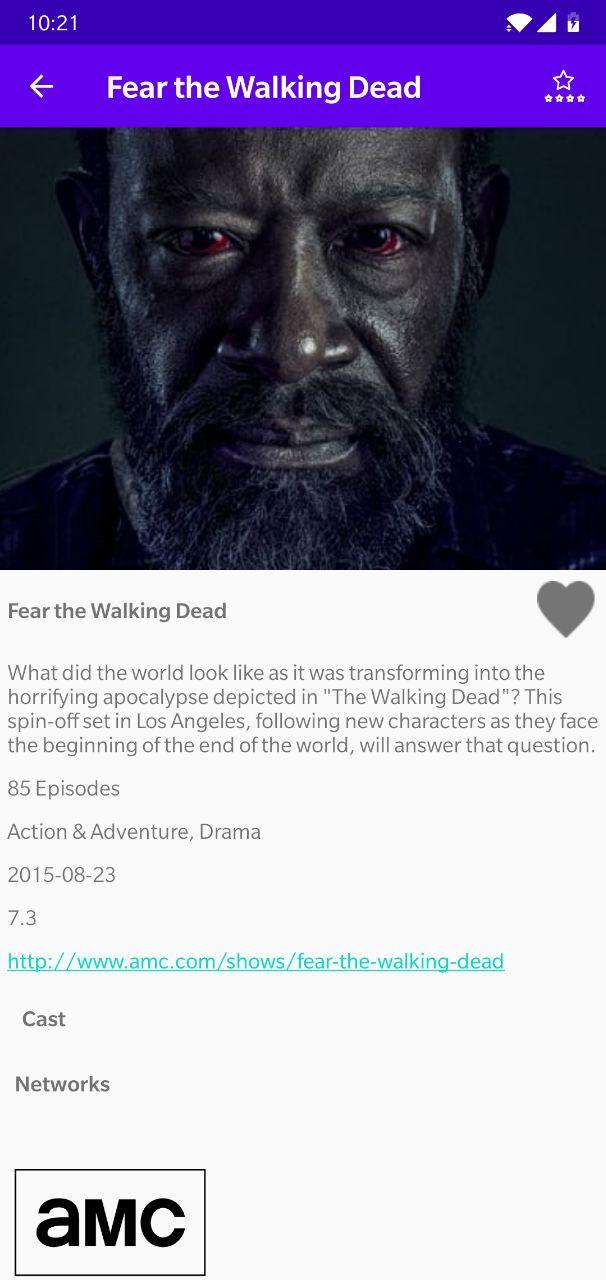 10:21
Fear the Walking Dead
Fear the Walking Dead
What did the world look like as it was transforming into the
horrifying apocalypse depicted in "The Walking Dead"? This
spin-off set in Los Angeles, following new characters as they face
the beginning of the end of the world, will answer that question.
85 Episodes
Action & Adventure, Drama
2015-08-23
7.3
http://www.amc.com/shows/fear-the-walking-dead
Cast
Networks
aMC